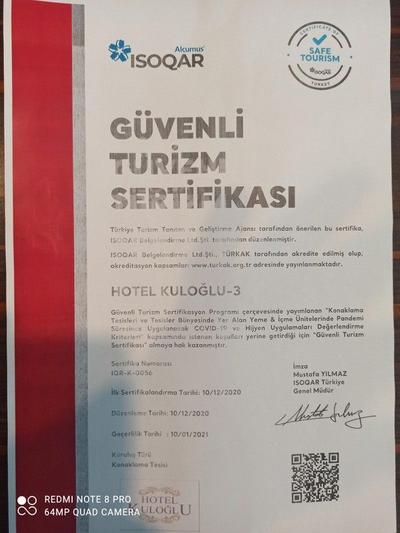 Alcumus
ISOQAR
CERTIFICATE OF
SAFE
TOURISM
ISOQAR
TURKEY
GÜVENLİ
TURİZM
SERTİFİKASI
Türkiye Turizm Tanıtım ve Geliştirme Ajansı tarafından önerilen bu sertifika,
ISOQAR Belgelendirme Ltd.Şti. tarafından düzenlenmiştir.
ISOQAR Belgelendirme Ltd.Şti., TÜRKAK tarafından akredite edilmiş olup,
akreditasyon kapsamları www.turkak.org.tr adresinde yayınlanmaktadır.
HOTEL KULOĞLU-3
Güvenli Turizm Sertifikasyon Programı çerçevesinde yayımlanan "Konaklama
Tesisleri ve Tesisler Bünyesinde Yer Alan Yeme & İçme Ünitelerinde Pandemi
Süresince Uygulanacak COVID-19 ve Hijyen Uygulamaları Değerlendirme
Kriterleri" kapsamında istenen koşulları yerine getirdiği için "Güvenli Turizm
Sertifikası" almaya hak kazanmıştır.
Sertifika Numarası
IQR-K-0056
İmza
Mustafa YILMAZ
ISOQAR Türkiye
Genel Müdür
İlk Sertifikalandırma Tarihi: 10/12/2020
Düzenleme Tarihi: 10/12/2020
Geçerlilik Tarihi : 10/01/2021
Kuruluş Türü
Konaklama Tesisi
HOTEL
KULOĞLU
REDMI NOTE 8 PRO
64MP QUAD CAMERA